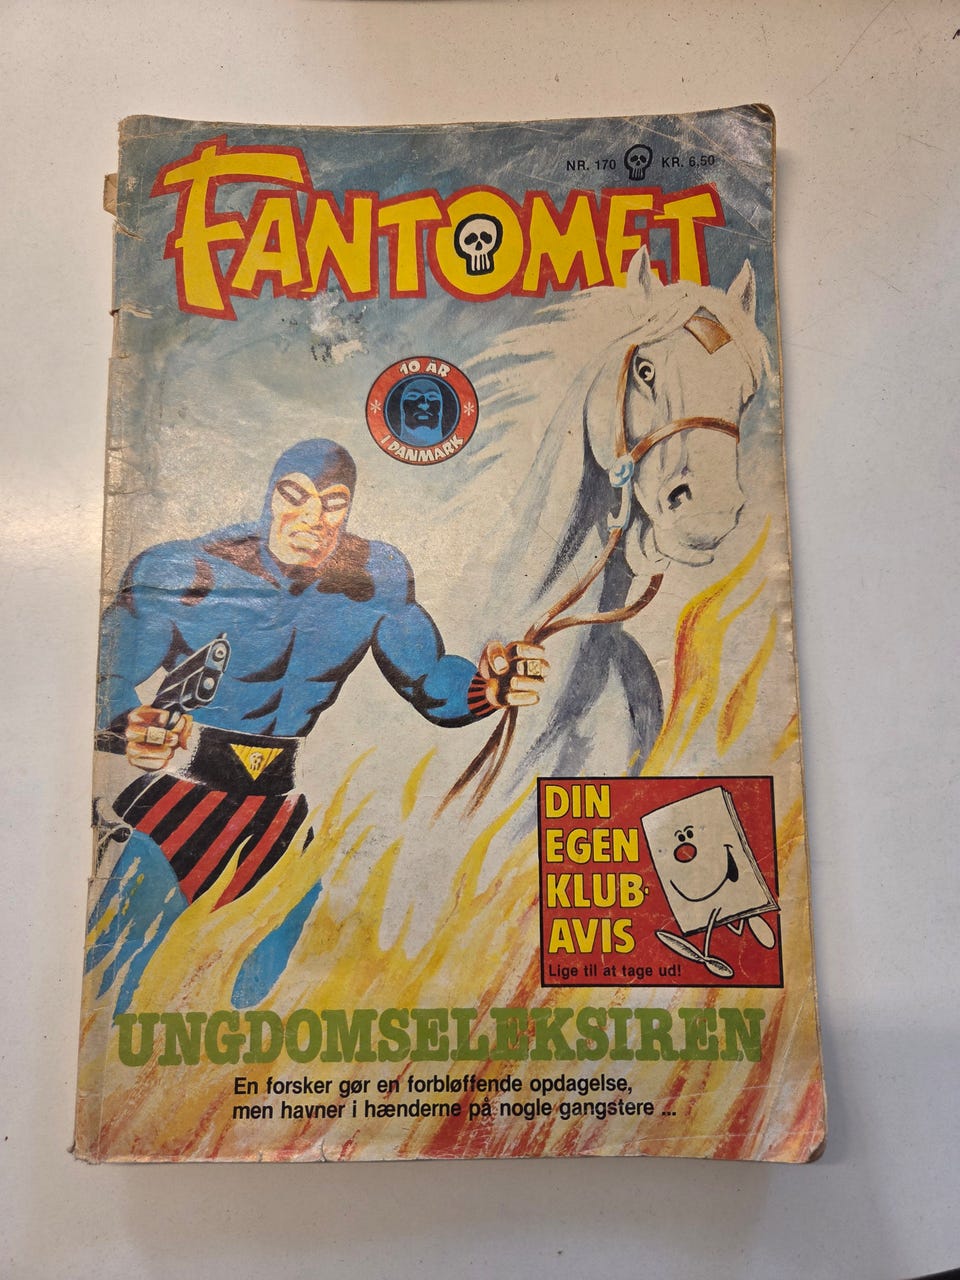 NR. 170 KR. 6,50
FANTOMET
10 ÅR
I DANMARK
DIN
EGEN
KLUB-
AVIS
Lige til at tage ud!
UNGDOMSELEKSIREN
En forsker gør en forbløffende opdagelse,
men havner i hænderne på nogle gangstere ...